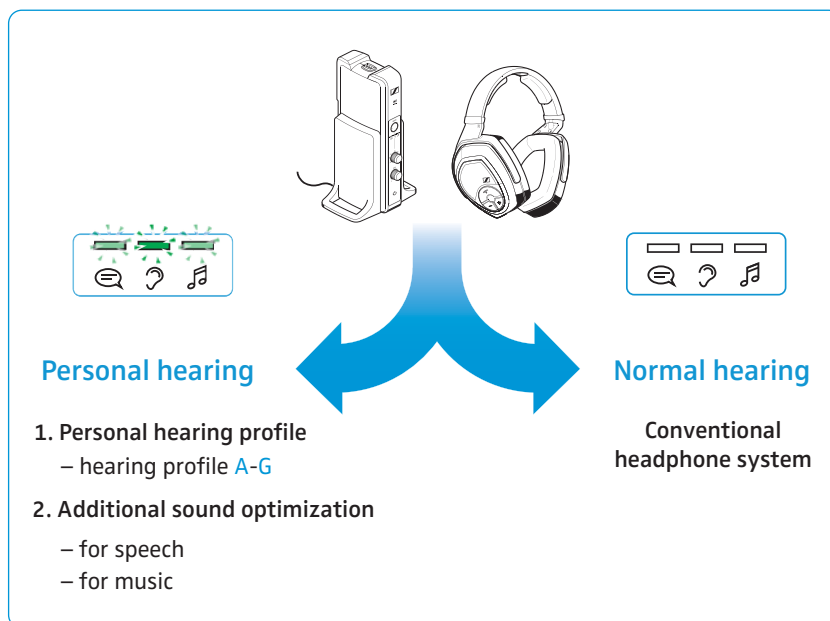 Personal hearing
1. Personal hearing profile
– hearing profile A-G
2. Additional sound optimization
– for speech
– for music
Normal hearing
Conventional
headphone system